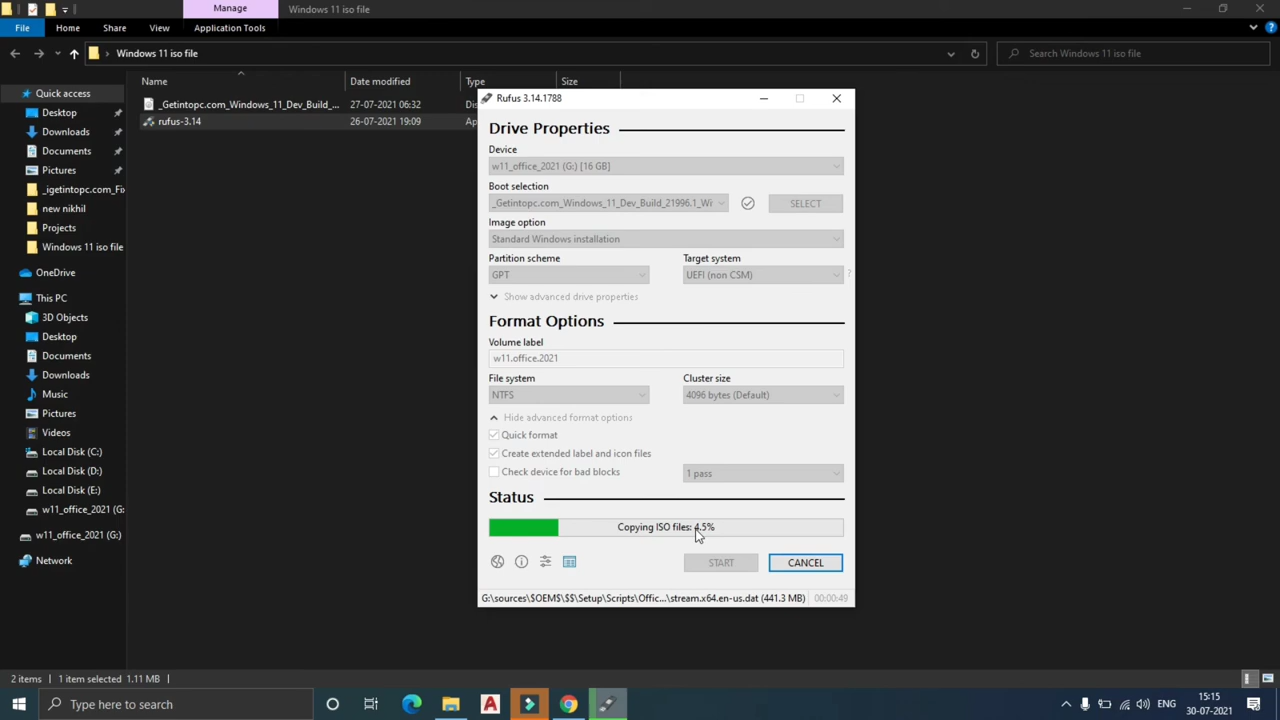 Manage
Windows 11 iso file
File
Home
Share
View
Application Tools
Windows 11 iso file
Search Windows 11 iso file
Name
Date modified
Type
Size
_Getintopc.com_Windows_11_Dev_Build_...
27-07-2021 06:32
rufus-3.14
26-07-2021 19:09
Quick access
Desktop
Downloads
Documents
Pictures
_igetintopc.com_Fix
new nikhil
Projects
Windows 11 iso file
OneDrive
This PC
3D Objects
Desktop
Documents
Downloads
Music
Pictures
Videos
Local Disk (C:)
Local Disk (D:)
Local Disk (E:)
w11_office_2021 (G:
w11_office_2021 (G:)
Network
Rufus 3.14.1788
Drive Properties
Device
w11_office_2021 (G:) [16 GB]
Boot selection
_Getintopc.com_Windows_11_Dev_Build_21996.1_Wi
SELECT
Image option
Standard Windows installation
Partition scheme
Target system
GPT
UEFI (non CSM)
?
Show advanced drive properties
Format Options
Volume label
w11.office.2021
File system
Cluster size
NTFS
4096 bytes (Default)
Hide advanced format options
Quick format
Create extended label and icon files
Check device for bad blocks
1 pass
Status
Copying ISO files: 4.5%
START
CANCEL
G:\sources\$OEM$\$$\Setup\Scripts\Offic...\stream.x64.en-us.dat (441.3 MB)
00:00:49
2 items
1 item selected 1.11 MB
Type here to search
ENG
15:15
30-07-2021